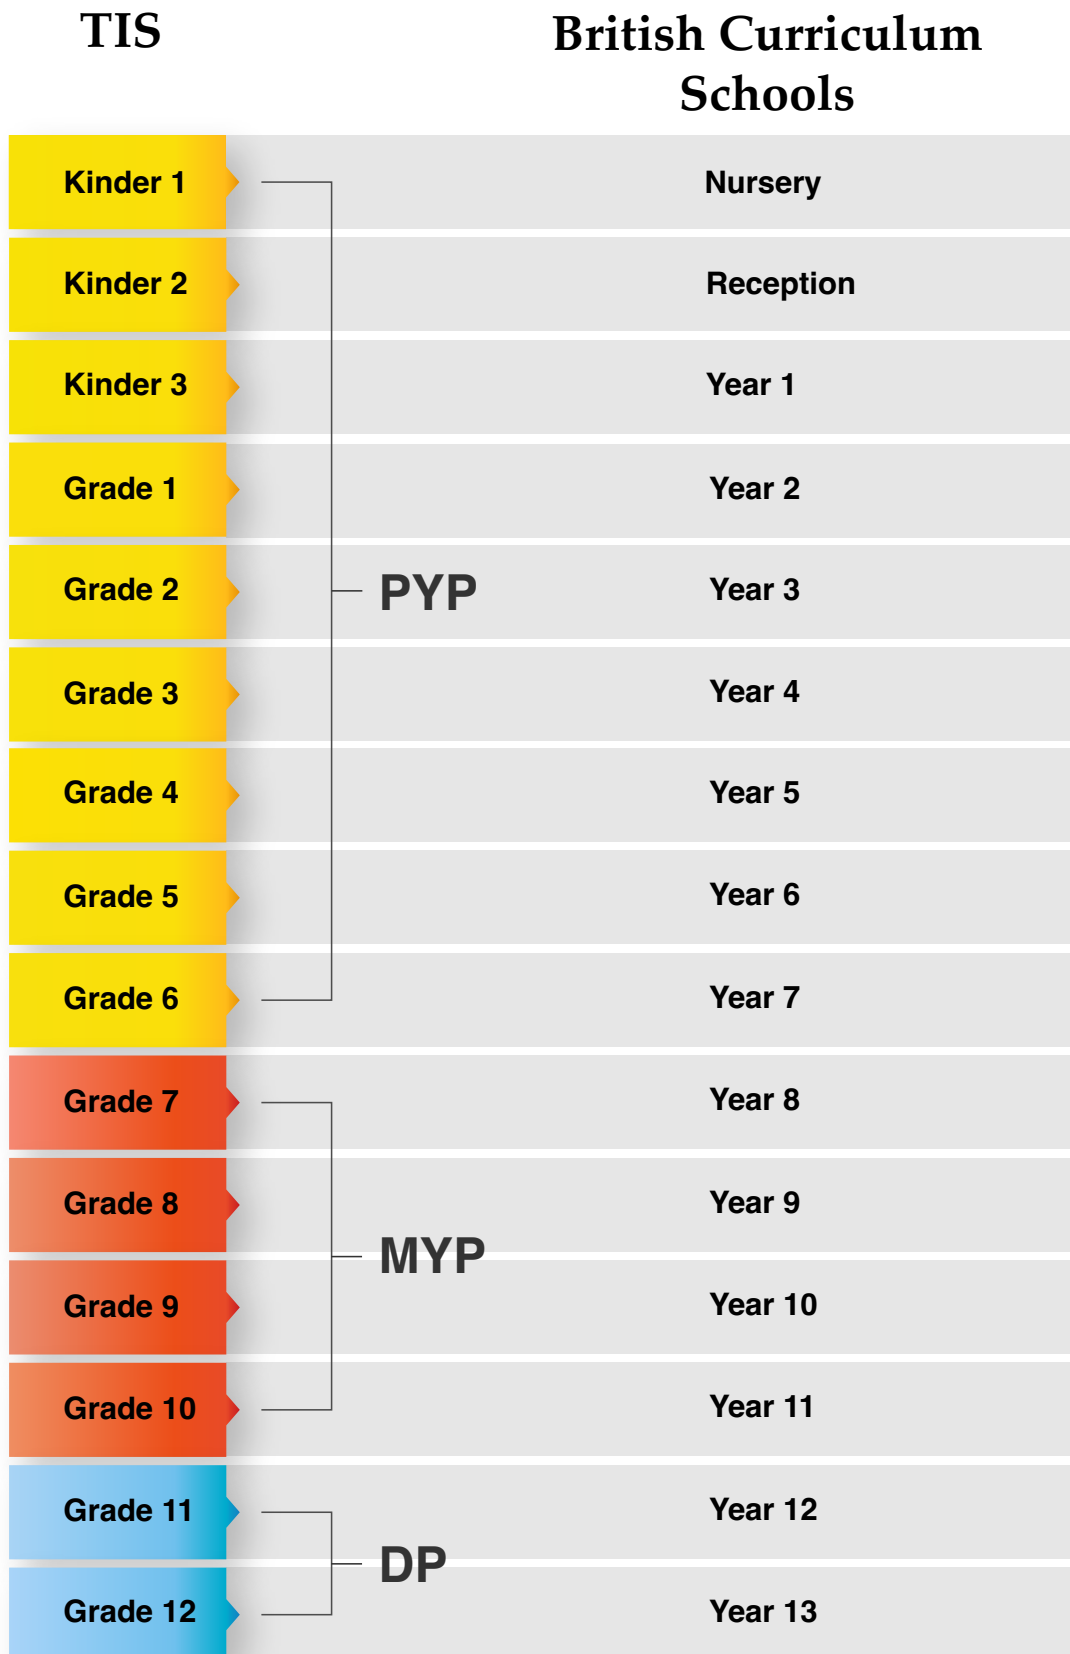 TIS
British Curriculum
Schools
Kinder 1
Nursery
Kinder 2
Reception
Kinder 3
Year 1
Grade 1
Year 2
Grade 2
PYP
Year 3
Grade 3
Year 4
Grade 4
Year 5
Grade 5
Year 6
Grade 6
Year 7
Grade 7
Year 8
Grade 8
Year 9
MYP
Grade 9
Year 10
Grade 10
Year 11
Grade 11
Year 12
DP
Grade 12
Year 13